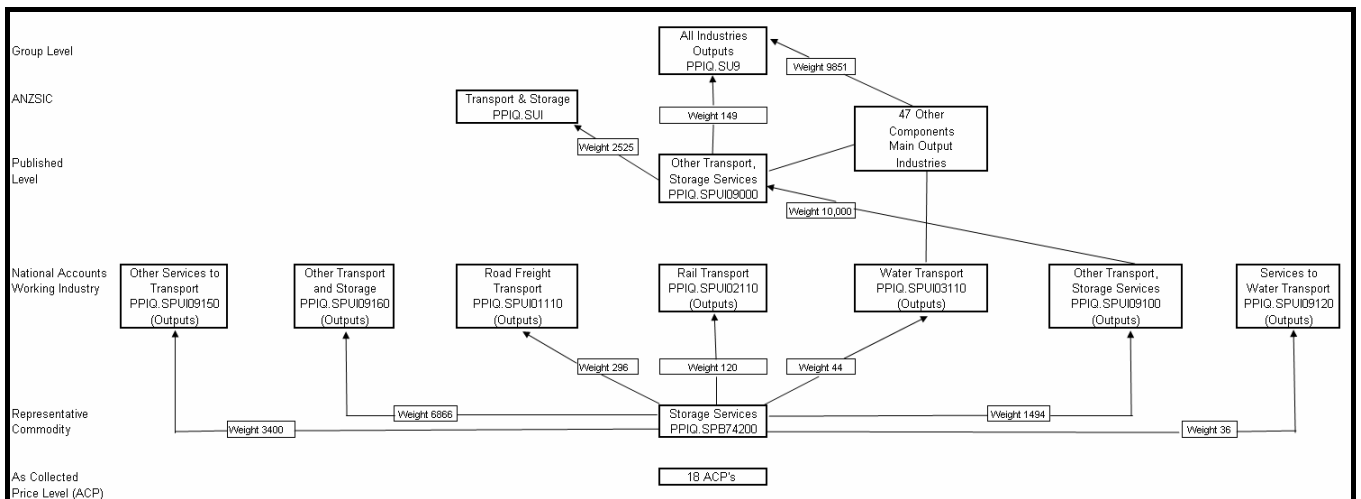 Group Level
All Industries
Outputs
PPIQ.SU9
Weight 9851
ANZSIC
Transport & Storage
PPIQ.SUI
Weight 149
47 Other
Components
Main Output
Industries
Weight 2525
Published
Level
Other Transport,
Storage Services
PPIQ.SPUI09000
Weight 10,000
National Accounts
Working Industry
Other Services to
Transport
PPIQ.SPUI09150
(Outputs)
Other Transport
and Storage
PPIQ.SPUI09160
(Outputs)
Road Freight
Transport
PPIQ.SPUI01110
(Outputs)
Rail Transport
PPIQ.SPUI02110
(Outputs)
Water Transport
PPIQ.SPUI03110
(Outputs)
Other Transport,
Storage Services
PPIQ.SPUI09100
(Outputs)
Services to
Water Transport
PPIQ.SPUI09120
(Outputs)
Weight 296
Weight 120
Weight 44
Representative
Commodity
Weight 3400
Weight 6866
Storage Services
PPIQ.SPB74200
Weight 1494
Weight 36
As Collected
Price Level (ACP)
18 ACP's